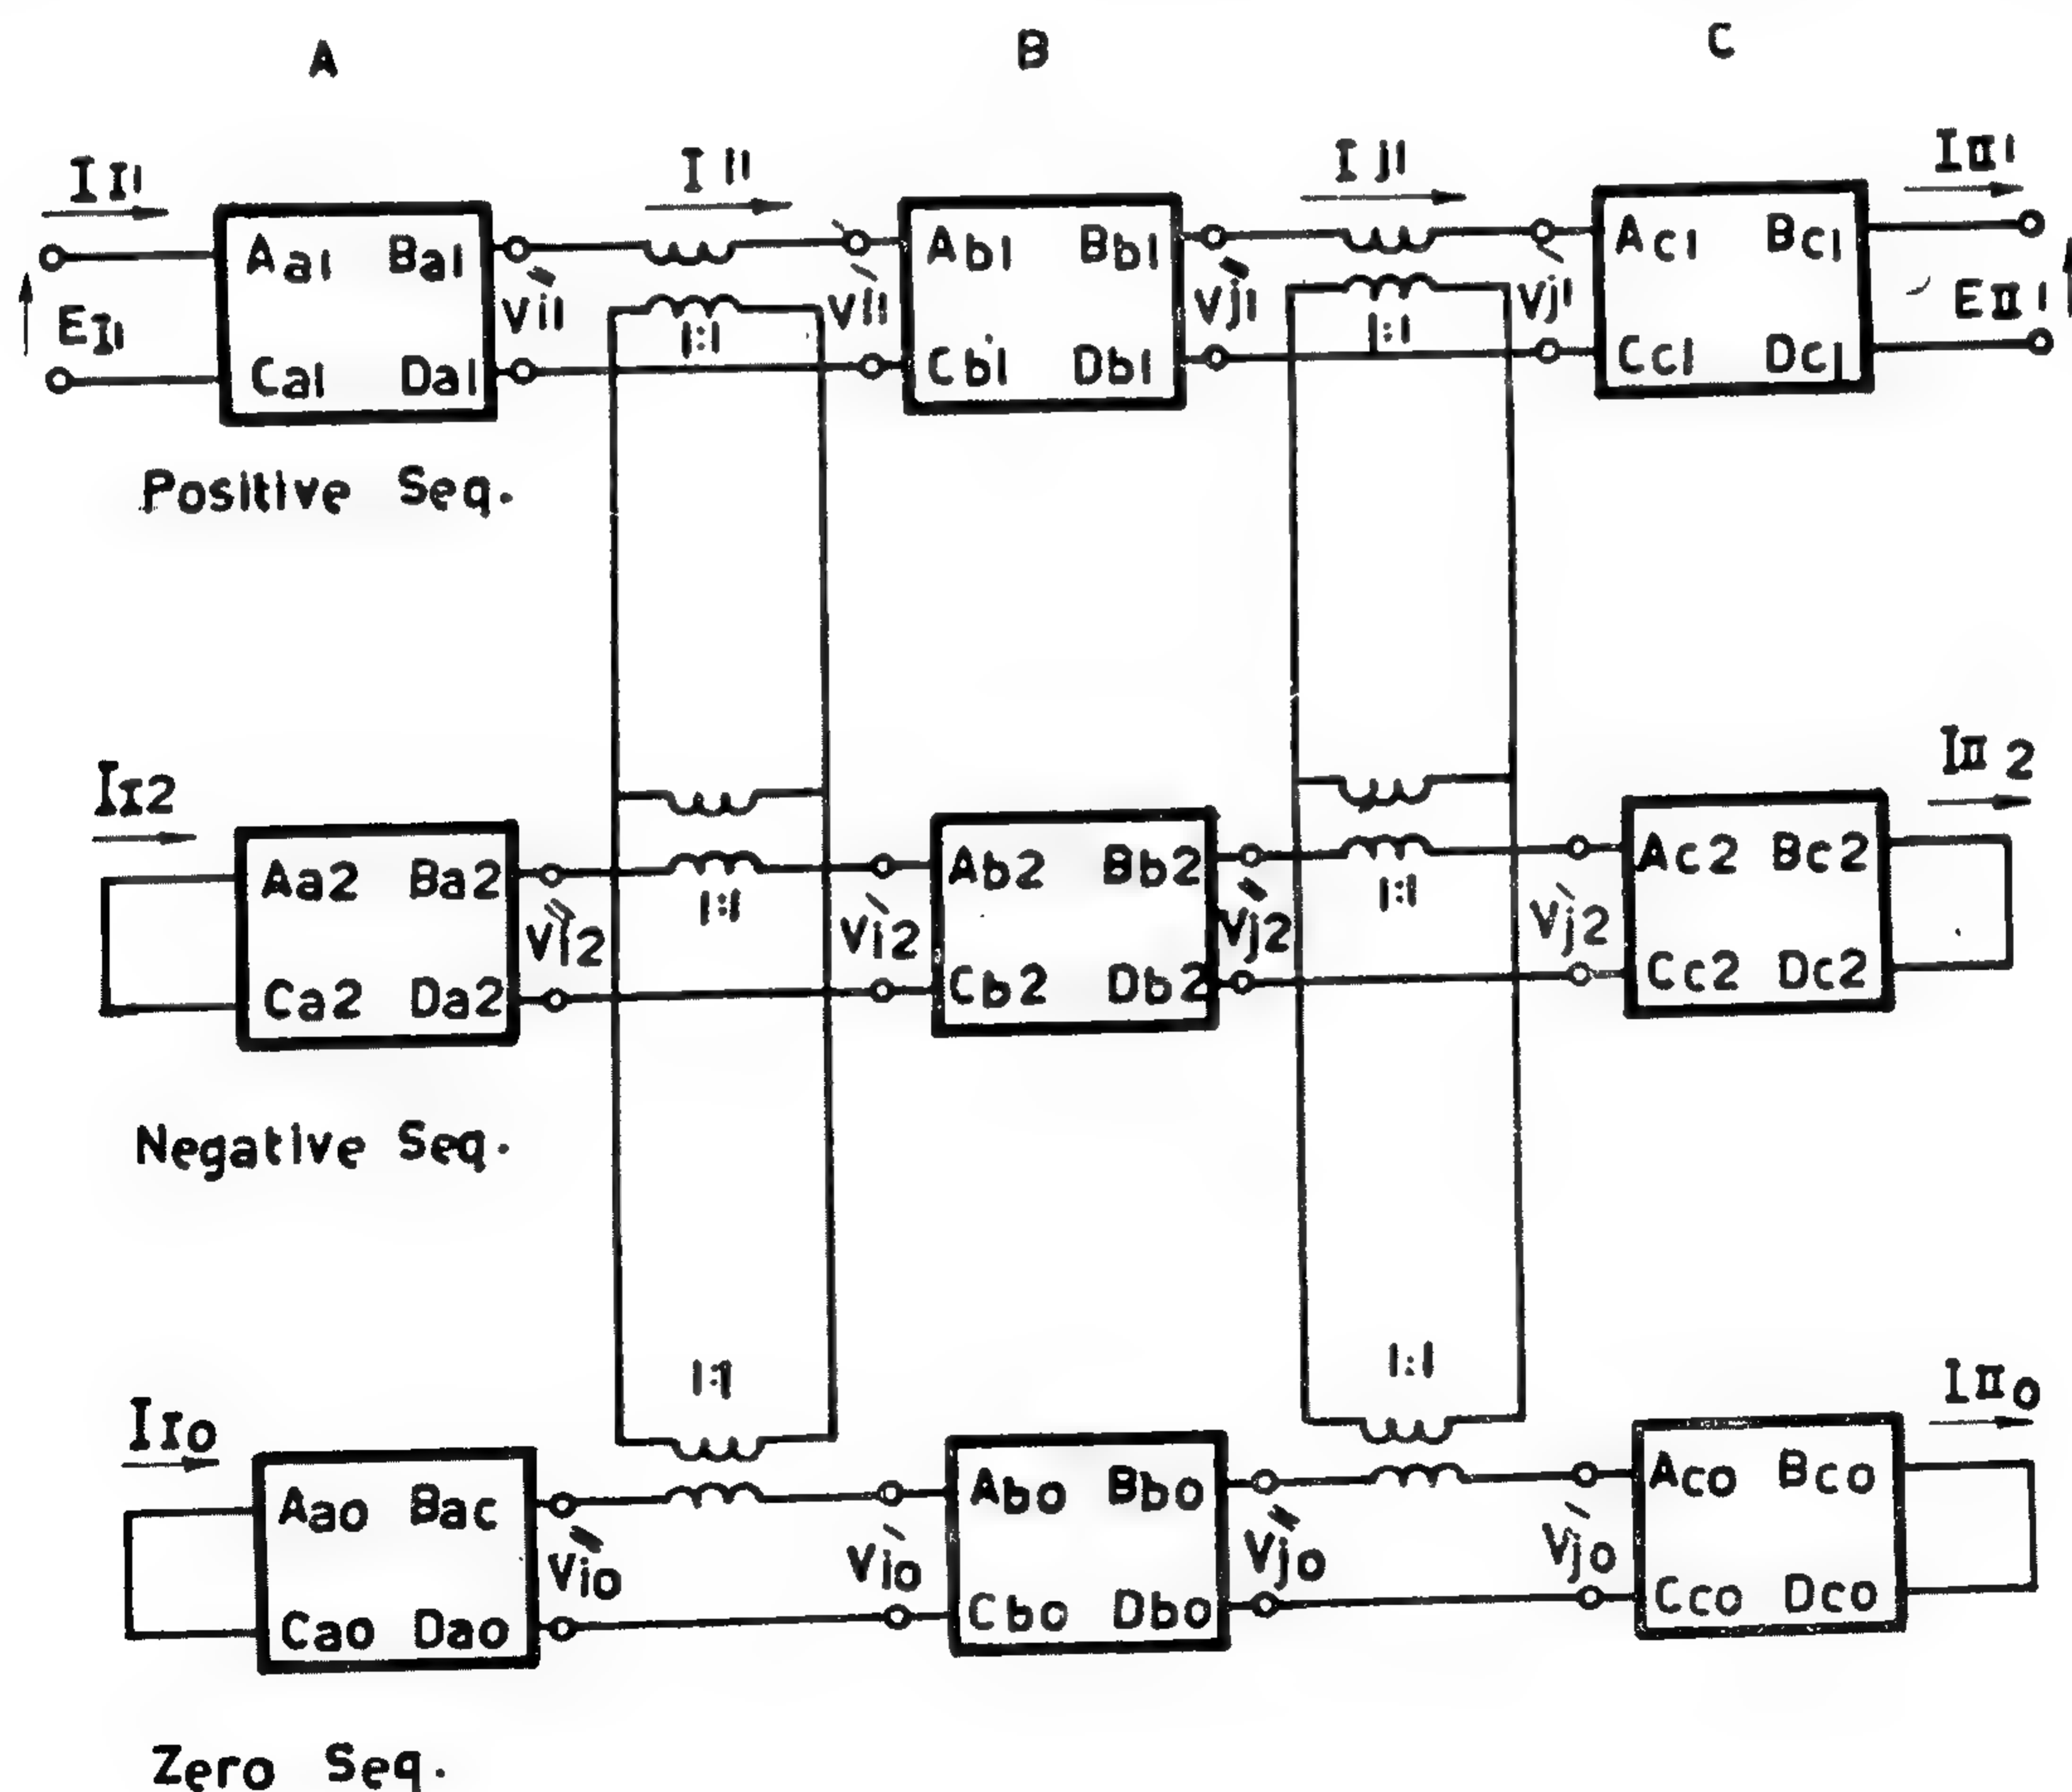 A B C
II1 Ii1 Ij1 III1
Aa1 Ba1 Ab1 Bb1 Ac1 Bc1
EI1 Vi1 1:1 Vi1 Vj1 1:1 Vj1 EII1
Ca1 Da1 Cb1 Db1 Cc1 Dc1
Positive Seq.
II2 III2
Aa2 Ba2 Ab2 Bb2 Ac2 Bc2
Vi2 1:1 Vi2 Vj2 1:1 Vj2
Ca2 Da2 Cb2 Db2 Cc2 Dc2
Negative Seq.
1:1 1:1
IIo IIIo
Aao Bac Abo Bbo Aco Bco
Vio Vio Vjo Vjo
Cao Dao Cbo Dbo Cco Dco
Zero Seq.